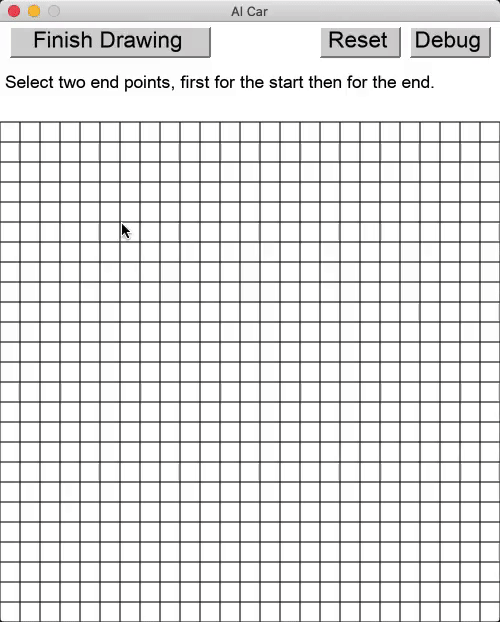 AI Car
Finish Drawing Reset Debug
Select two end points, first for the start then for the end.